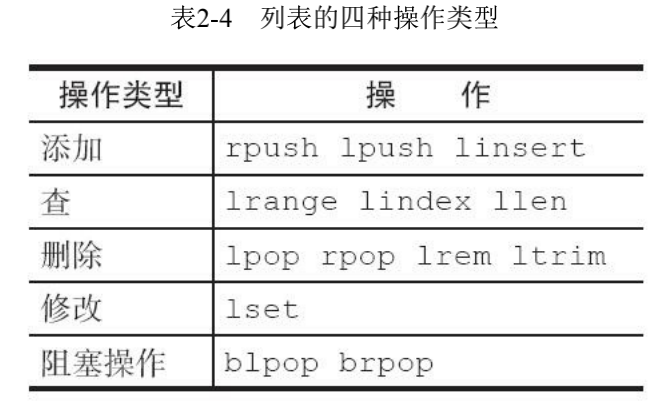 表2-4 列表的四种操作类型
操作类型 操 作
添加 rpush lpush linsert
查 lrange lindex llen
删除 lpop rpop lrem ltrim
修改 lset
阻塞操作 blpop brpop